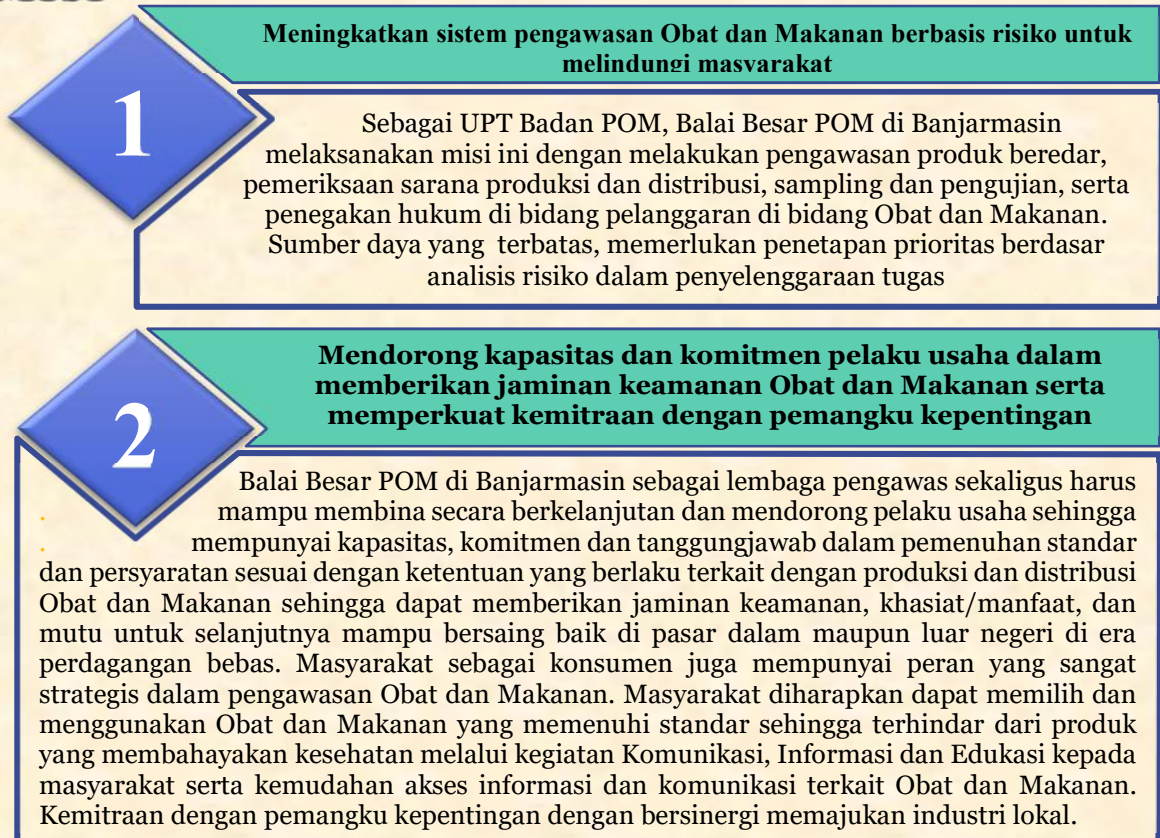 1
Meningkatkan sistem pengawasan Obat dan Makanan berbasis risiko untuk
melindungi masyarakat
Sebagai UPT Badan POM, Balai Besar POM di Banjarmasin
melaksanakan misi ini dengan melakukan pengawasan produk beredar,
pemeriksaan sarana produksi dan distribusi, sampling dan pengujian, serta
penegakan hukum di bidang pelanggaran di bidang Obat dan Makanan.
Sumber daya yang terbatas, memerlukan penetapan prioritas berdasar
analisis risiko dalam penyelenggaraan tugas
2
Mendorong kapasitas dan komitmen pelaku usaha dalam
memberikan jaminan keamanan Obat dan Makanan serta
memperkuat kemitraan dengan pemangku kepentingan
Balai Besar POM di Banjarmasin sebagai lembaga pengawas sekaligus harus
. mampu membina secara berkelanjutan dan mendorong pelaku usaha sehingga
. mempunyai kapasitas, komitmen dan tanggungjawab dalam pemenuhan standar
dan persyaratan sesuai dengan ketentuan yang berlaku terkait dengan produksi dan distribusi
Obat dan Makanan sehingga dapat memberikan jaminan keamanan, khasiat/manfaat, dan
mutu untuk selanjutnya mampu bersaing baik di pasar dalam maupun luar negeri di era
perdagangan bebas. Masyarakat sebagai konsumen juga mempunyai peran yang sangat
strategis dalam pengawasan Obat dan Makanan. Masyarakat diharapkan dapat memilih dan
menggunakan Obat dan Makanan yang memenuhi standar sehingga terhindar dari produk
yang membahayakan kesehatan melalui kegiatan Komunikasi, Informasi dan Edukasi kepada
masyarakat serta kemudahan akses informasi dan komunikasi terkait Obat dan Makanan.
Kemitraan dengan pemangku kepentingan dengan bersinergi memajukan industri lokal.